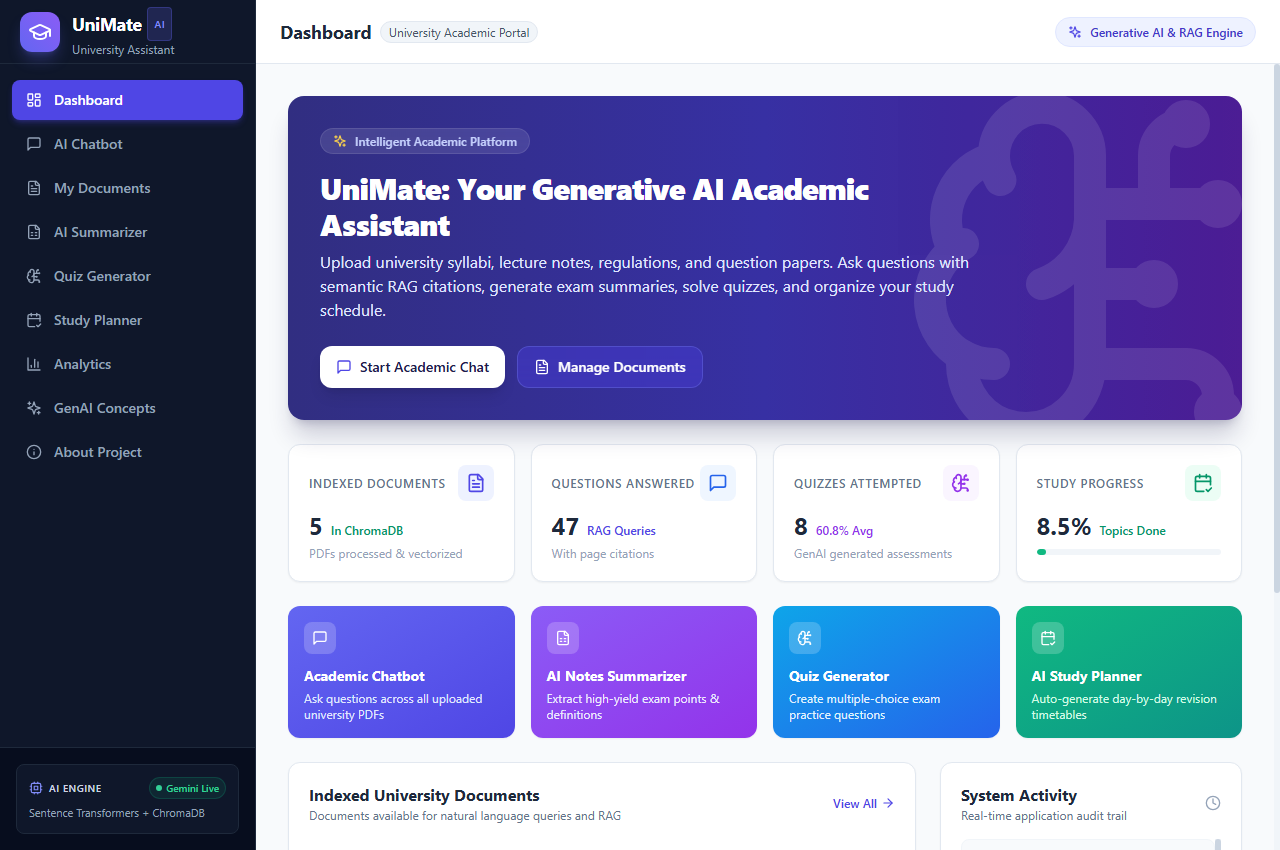 UniMate AI
University Assistant
Dashboard
AI Chatbot
My Documents
AI Summarizer
Quiz Generator
Study Planner
Analytics
GenAI Concepts
About Project
AI ENGINE
Gemini Live
Sentence Transformers + ChromaDB
Dashboard
University Academic Portal
Generative AI & RAG Engine
Intelligent Academic Platform
UniMate: Your Generative AI Academic
Assistant
Upload university syllabi, lecture notes, regulations, and question papers. Ask questions with
semantic RAG citations, generate exam summaries, solve quizzes, and organize your study
schedule.
Start Academic Chat
Manage Documents
INDEXED DOCUMENTS
5 In ChromaDB
PDFs processed & vectorized
QUESTIONS ANSWERED
47 RAG Queries
With page citations
QUIZZES ATTEMPTED
8 60.8% Avg
GenAI generated assessments
STUDY PROGRESS
8.5% Topics Done
Academic Chatbot
Ask questions across all uploaded
university PDFs
AI Notes Summarizer
Extract high-yield exam points &
definitions
Quiz Generator
Create multiple-choice exam
practice questions
AI Study Planner
Auto-generate day-by-day revision
timetables
Indexed University Documents
Documents available for natural language queries and RAG
View All
System Activity
Real-time application audit trail